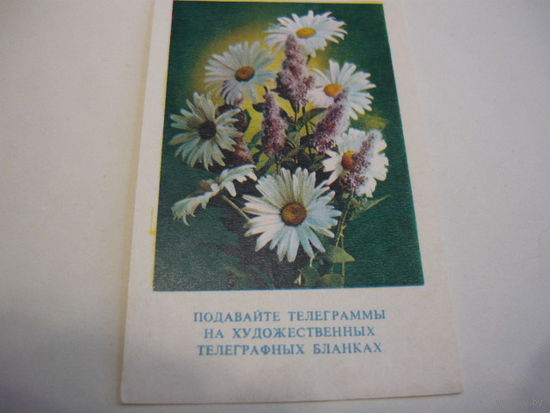 ПОДАВАЙТЕ ТЕЛЕГРАММЫ
НА ХУДОЖЕСТВЕННЫХ
ТЕЛЕГРАФНЫХ БЛАНКАХ